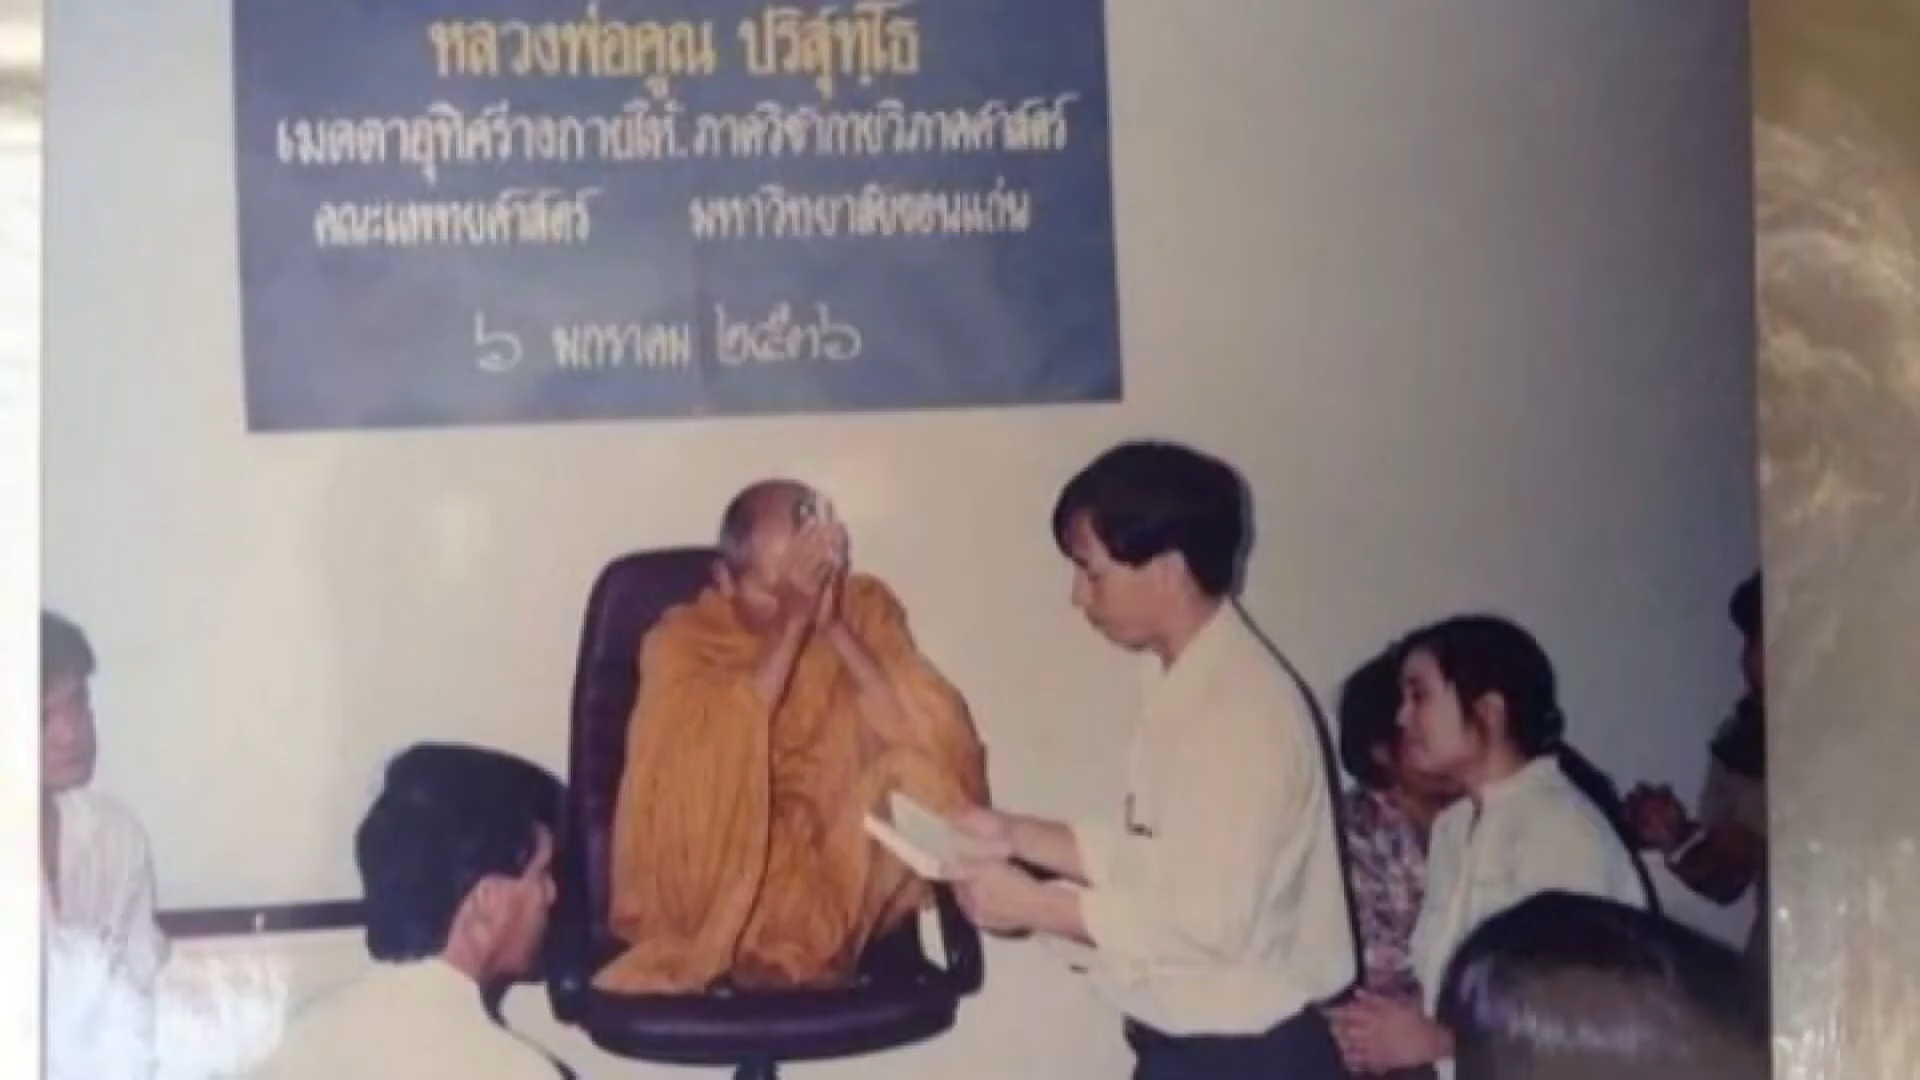 หลวงพ่อคูณ ปริสุทฺโธ
เมตตาอุทิศร่างกายให้ ภาควิชากายวิภาคศาสตร์
คณะแพทยศาสตร์ มหาวิทยาลัยขอนแก่น
๖ มกราคม ๒๕๓๖